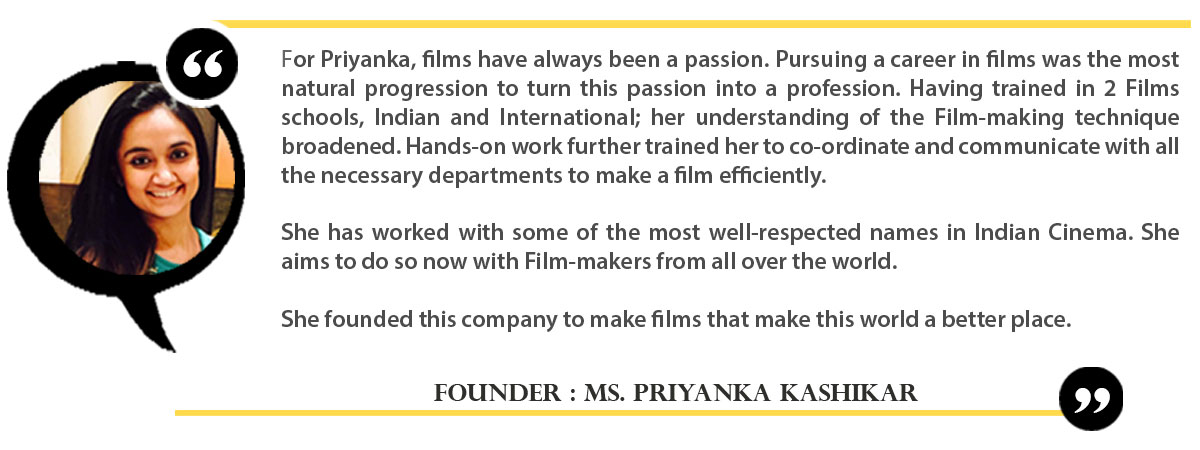 “
For Priyanka, films have always been a passion. Pursuing a career in films was the most
natural progression to turn this passion into a profession. Having trained in 2 Films
schools, Indian and International; her understanding of the Film-making technique
broadened. Hands-on work further trained her to co-ordinate and communicate with all
the necessary departments to make a film efficiently.
She has worked with some of the most well-respected names in Indian Cinema. She
aims to do so now with Film-makers from all over the world.
She founded this company to make films that make this world a better place.
FOUNDER : MS. PRIYANKA KASHIKAR
”